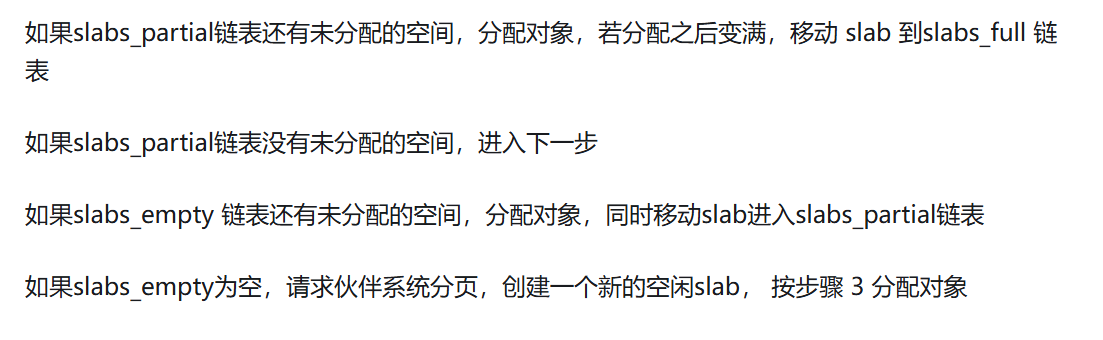 如果slabs_partial链表还有未分配的空间，分配对象，若分配之后变满，移动 slab 到slabs_full 链
表
如果slabs_partial链表没有未分配的空间，进入下一步
如果slabs_empty 链表还有未分配的空间，分配对象，同时移动slab进入slabs_partial链表
如果slabs_empty为空，请求伙伴系统分页，创建一个新的空闲slab， 按步骤 3 分配对象